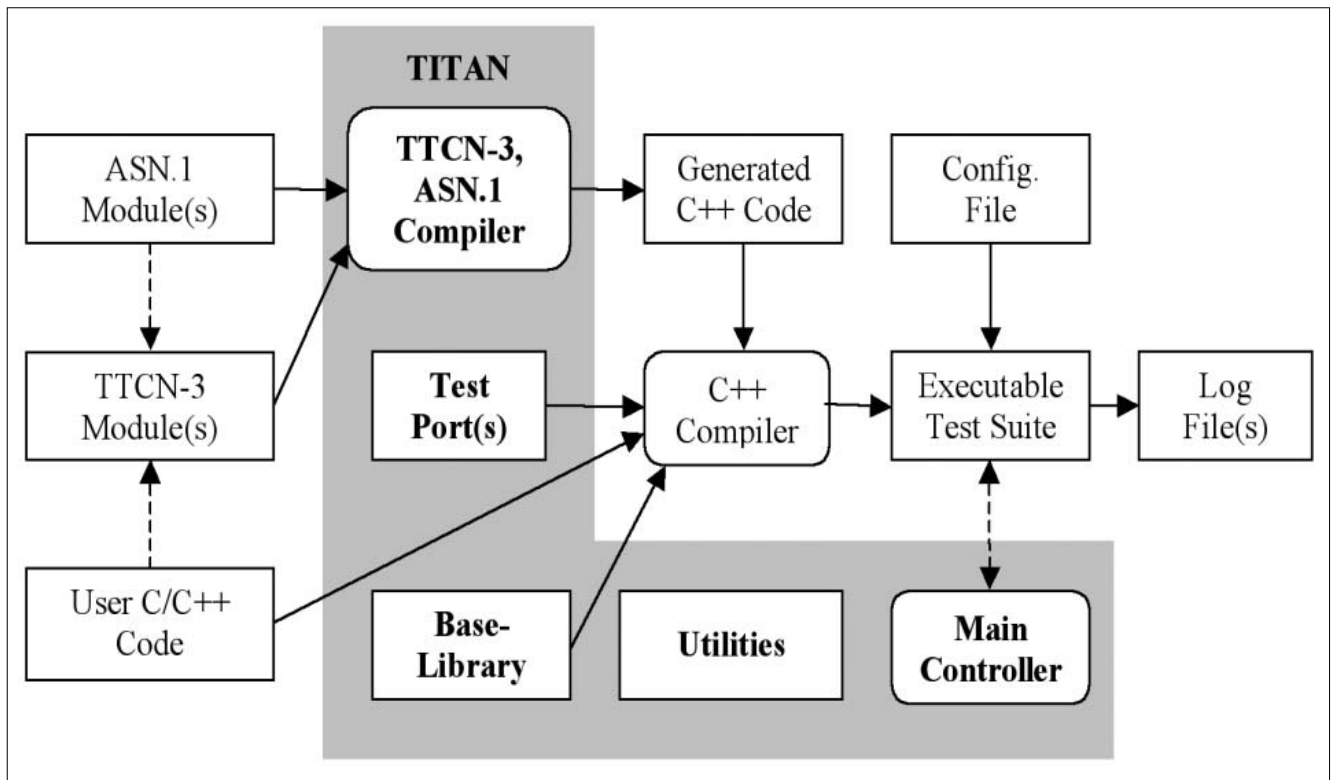 TITAN
ASN.1
Module(s)
TTCN-3,
ASN.1
Compiler
Generated
C++ Code
Config.
File
TTCN-3
Module(s)
Test
Port(s)
C++
Compiler
Executable
Test Suite
Log
File(s)
User C/C++
Code
Base-
Library
Utilities
Main
Controller